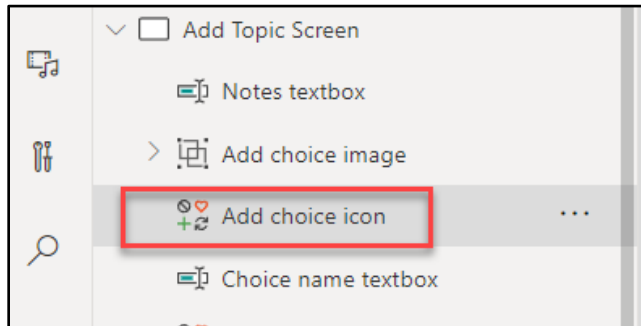 Add Topic Screen
Notes textbox
Add choice image
Add choice icon
Choice name textbox